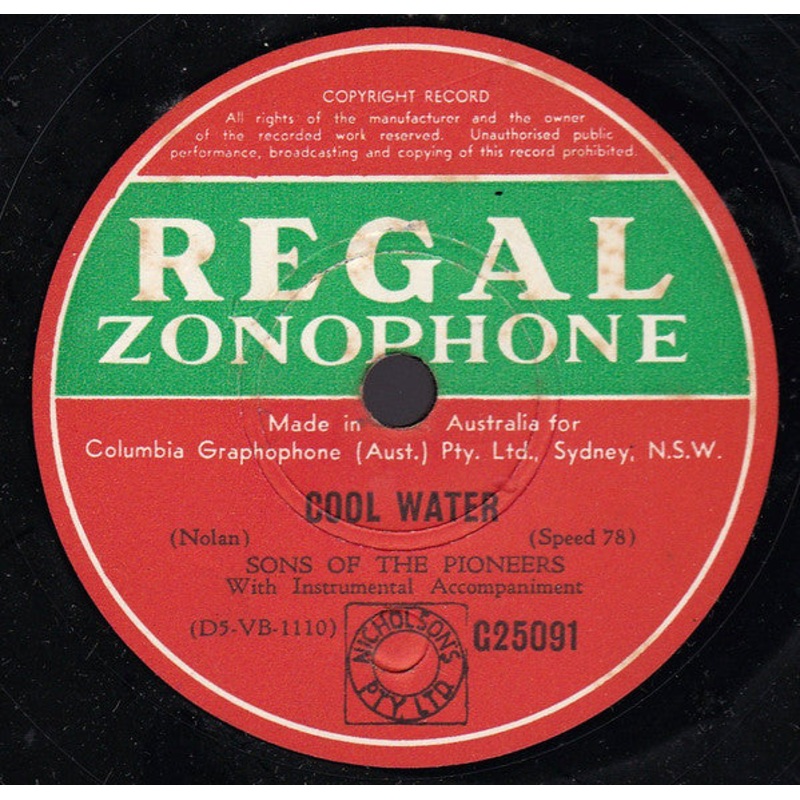 COPYRIGHT RECORD
All rights of the manufacturer and the owner
of the recorded work reserved. Unauthorised public
performance, broadcasting and copying of this record prohibited.
REGAL
ZONOPHONE
Made in Australia for
Columbia Graphophone (Aust.) Pty. Ltd., Sydney, N.S.W.
COOL WATER
(Nolan) (Speed 78)
SONS OF THE PIONEERS
With Instrumental Accompaniment
(D5-VB-1110) G25091
NICHOLSON'S
PTY. LTD